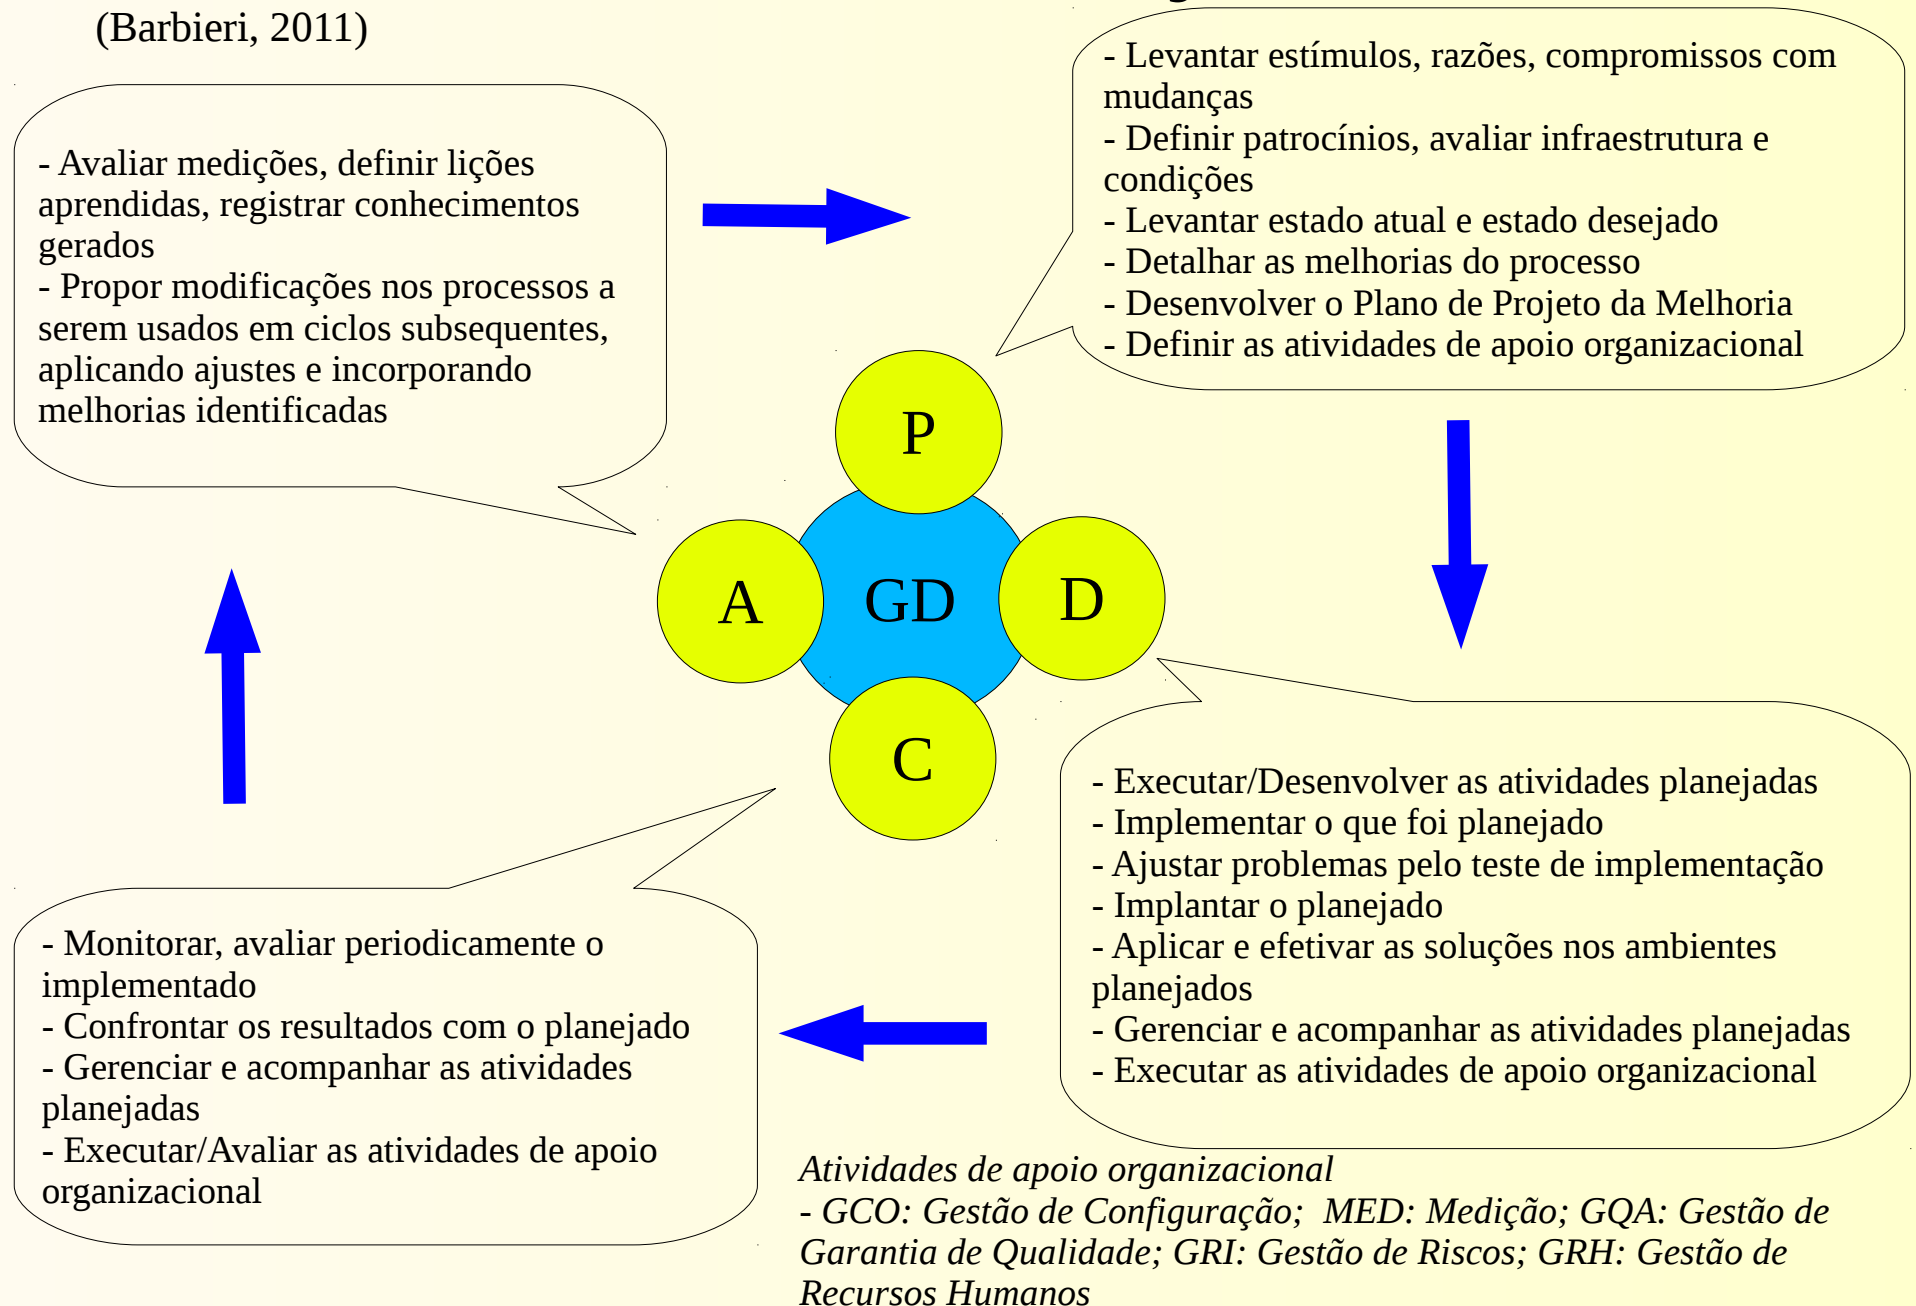 (Barbieri, 2011)
- Levantar estímulos, razões, compromissos com
mudanças
- Definir patrocínios, avaliar infraestrutura e
condições
- Levantar estado atual e estado desejado
- Detalhar as melhorias do processo
- Desenvolver o Plano de Projeto da Melhoria
- Definir as atividades de apoio organizacional
- Avaliar medições, definir lições
aprendidas, registrar conhecimentos
gerados
- Propor modificações nos processos a
serem usados em ciclos subsequentes,
aplicando ajustes e incorporando
melhorias identificadas
P
A
GD
D
C
- Executar/Desenvolver as atividades planejadas
- Implementar o que foi planejado
- Ajustar problemas pelo teste de implementação
- Implantar o planejado
- Aplicar e efetivar as soluções nos ambientes
planejados
- Gerenciar e acompanhar as atividades planejadas
- Executar as atividades de apoio organizacional
- Monitorar, avaliar periodicamente o
implementado
- Confrontar os resultados com o planejado
- Gerenciar e acompanhar as atividades
planejadas
- Executar/Avaliar as atividades de apoio
organizacional
Atividades de apoio organizacional
- GCO: Gestão de Configuração;  MED: Medição; GQA: Gestão de
Garantia de Qualidade; GRI: Gestão de Riscos; GRH: Gestão de
Recursos Humanos